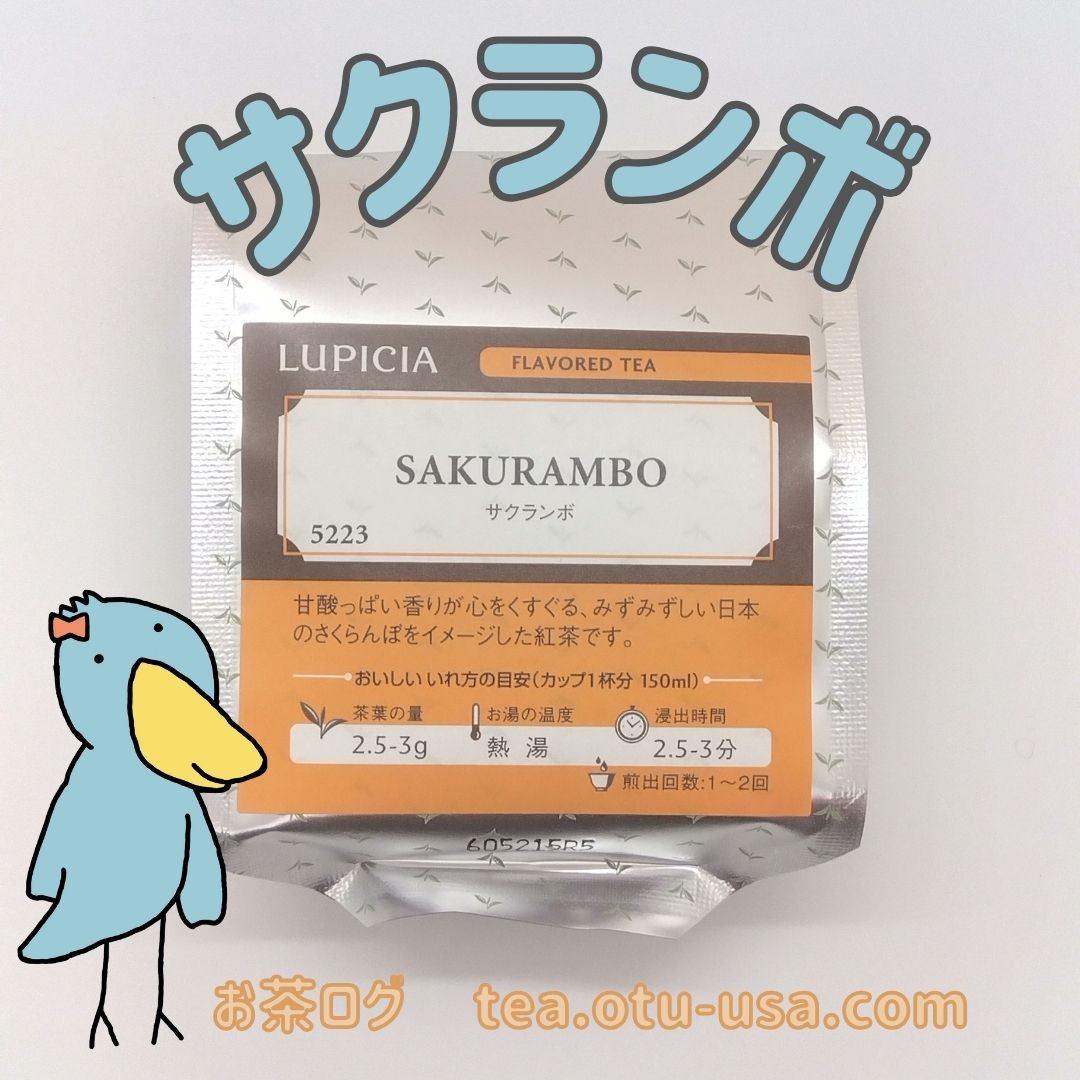 サクランボ
LUPICIA
FLAVORED TEA
SAKURAMBO
サクランボ
5223
甘酸っぱい香りが心をくすぐる、みずみずしい日本
のさくらんぼをイメージした紅茶です。
おいしいいれ方の目安(カップ1杯分 150ml)
茶葉の量 お湯の温度 浸出時間
2.5-3g 熱湯 2.5-3分
煎出回数:1~2回
605215R5
お茶ログ tea.otu-usa.com